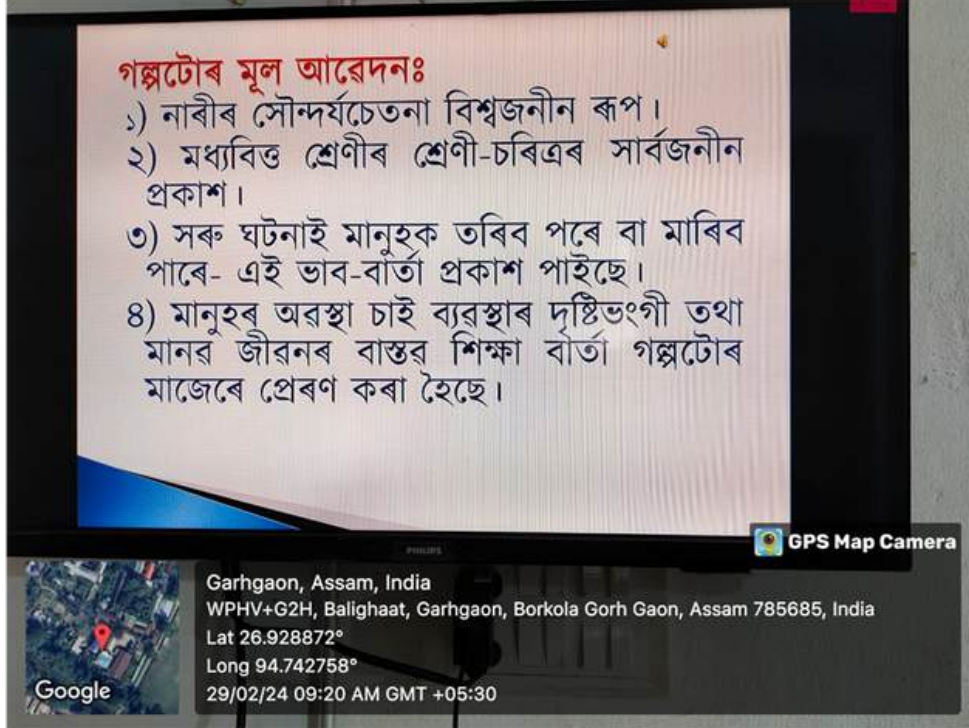 গল্পটোৰ মূল আৱেদনঃ
১) নাৰীৰ সৌন্দৰ্যচেতনা বিশ্বজনীন ৰূপ।
২) মধ্যবিত্ত শ্ৰেণীৰ শ্ৰেণী-চৰিত্ৰৰ সাৰ্বজনীন
প্ৰকাশ।
৩) সৰু ঘটনাই মানুহক তৰিব পৰে বা মাৰিব
পাৰে- এই ভাব-বাৰ্তা প্ৰকাশ পাইছে।
৪) মানুহৰ অৱস্থা চাই ব্যৱস্থাৰ দৃষ্টিভংগী তথা
মানৱ জীৱনৰ বাস্তৱ শিক্ষা বাৰ্তা গল্পটোৰ
মাজেৰে প্ৰেৰণ কৰা হৈছে।
PHILIPS
GPS Map Camera
Garhgaon, Assam, India
WPHV+G2H, Balighaat, Garhgaon, Borkola Gorh Gaon, Assam 785685, India
Lat 26.928872°
Long 94.742758°
29/02/24 09:20 AM GMT +05:30
Google